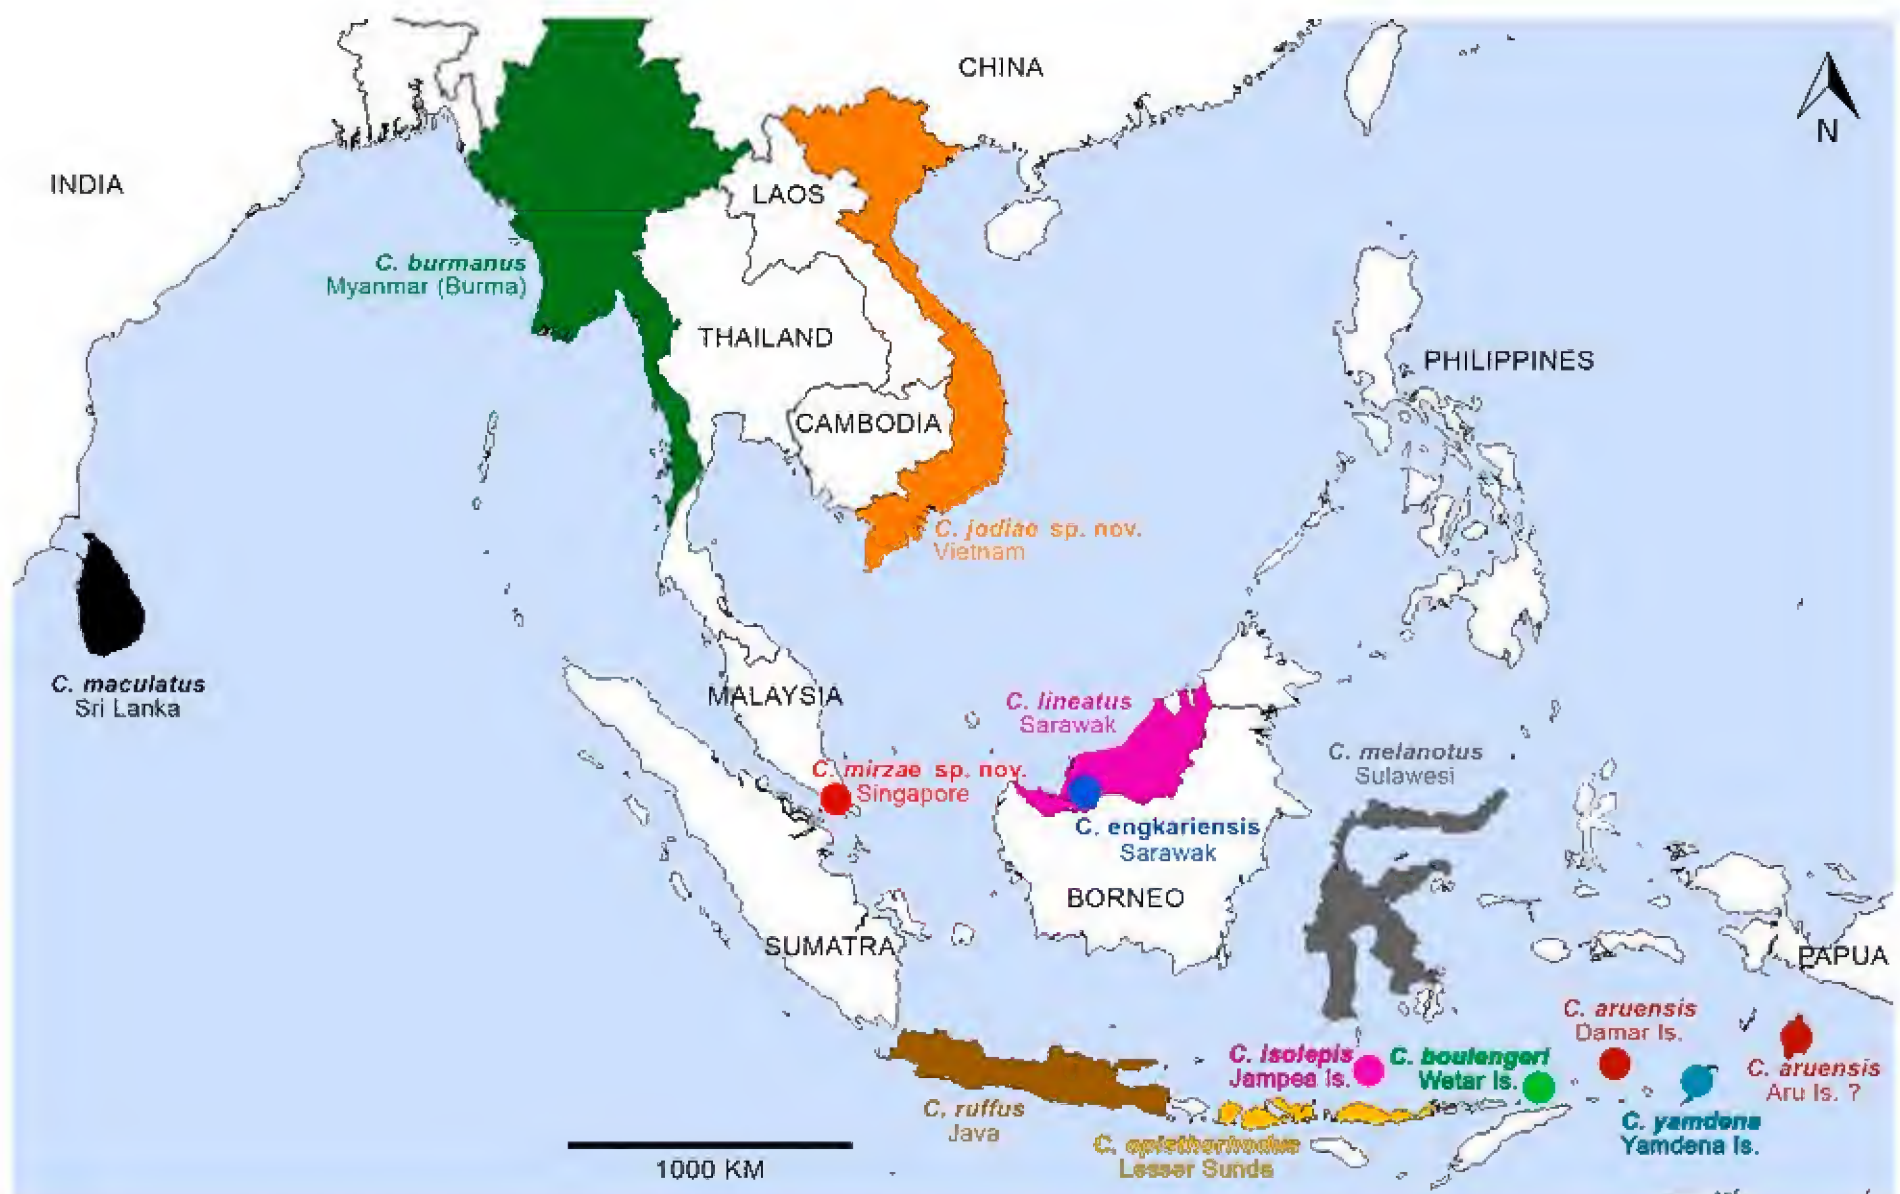 CHINA
N
INDIA
LAOS
C. burmanus
Myanmar (Burma)
THAILAND
PHILIPPINES
CAMBODIA
C. jodiae sp. nov.
Vietnam
C. maculatus
Sri Lanka
MALAYSIA
C. lineatus
Sarawak
C. melanotus
Sulawesi
C. mirzae sp. nov.
Singapore
C. engkariensis
Sarawak
BORNEO
SUMATRA
PAPUA
C. aruensis
Damar Is.
C. isolepis
Jampea Is.
C. boulengeri
Wetar Is.
C. aruensis
Aru Is. ?
C. ruffus
Java
C. yamdena
Yamdena Is.
C. opisthorhodus
Lesser Sunda
1000 KM